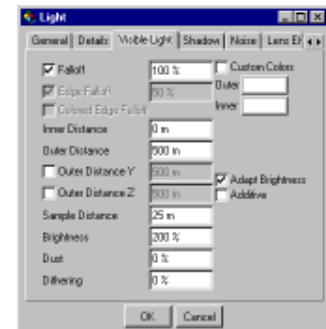 Light
General Details Visible Light Shadow Noise Lens Ef
Falloff 100 % Custom Colors
Edge Falloff 50 % Outer
Colored Edge Falloff Inner
Inner Distance 0 m
Outer Distance 500 m
Outer Distance Y 500 m Adapt Brightness
Outer Distance Z 500 m Additive
Sample Distance 25 m
Brightness 200 %
Dust 0 %
Dithering 0 %
OK Cancel